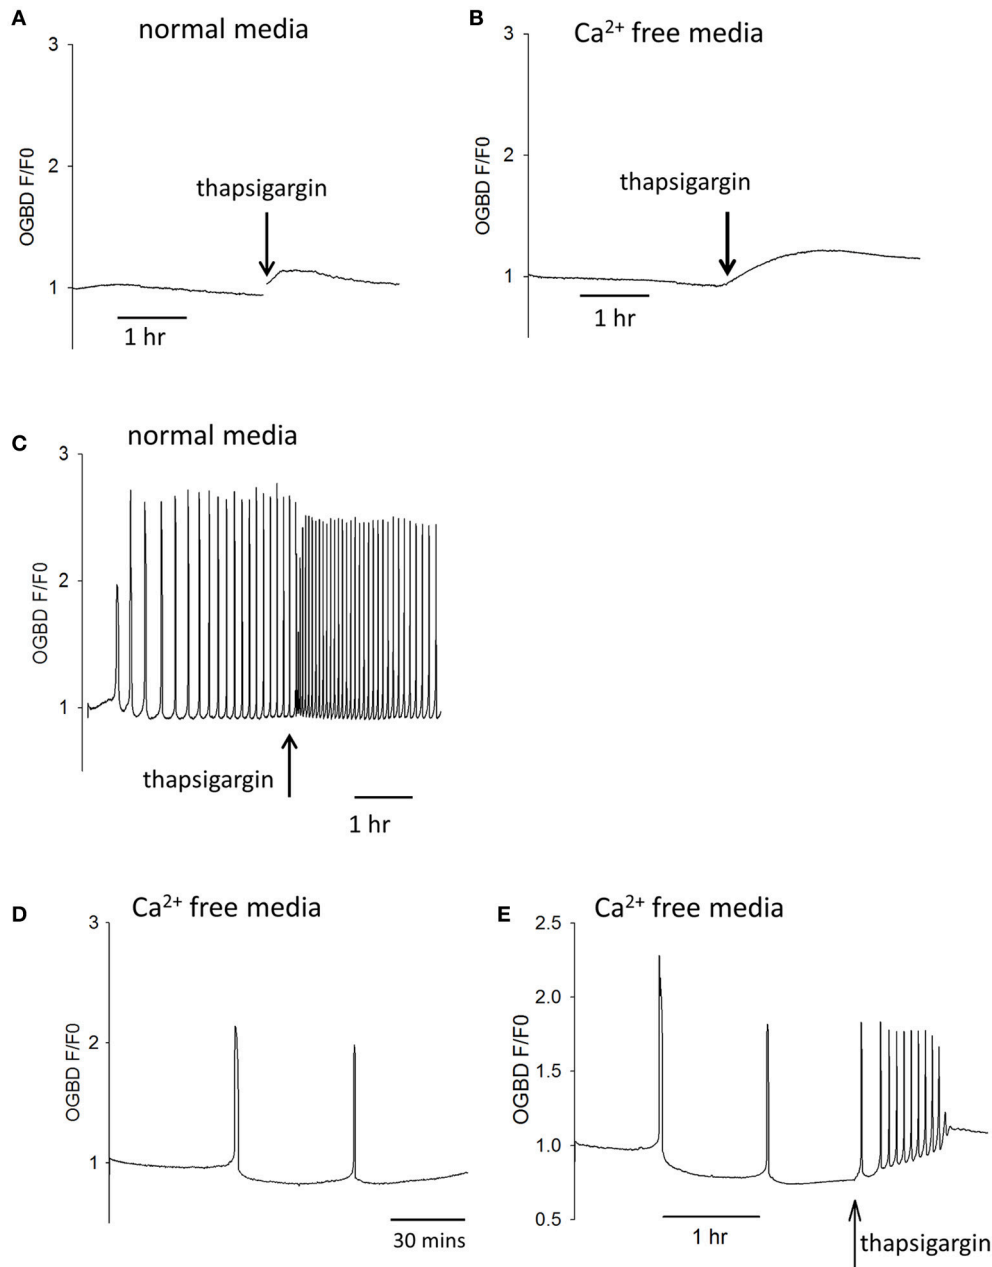 A
normal media
3
2
1
OGBD F/F0
thapsigargin
1 hr
B
Ca²⁺ free media
3
2
1
OGBD F/F0
thapsigargin
1 hr
C
normal media
3
2
1
OGBD F/F0
thapsigargin
1 hr
D
Ca²⁺ free media
3
2
1
OGBD F/F0
30 mins
E
Ca²⁺ free media
2.5
2.0
1.5
1.0
0.5
OGBD F/F0
1 hr
thapsigargin